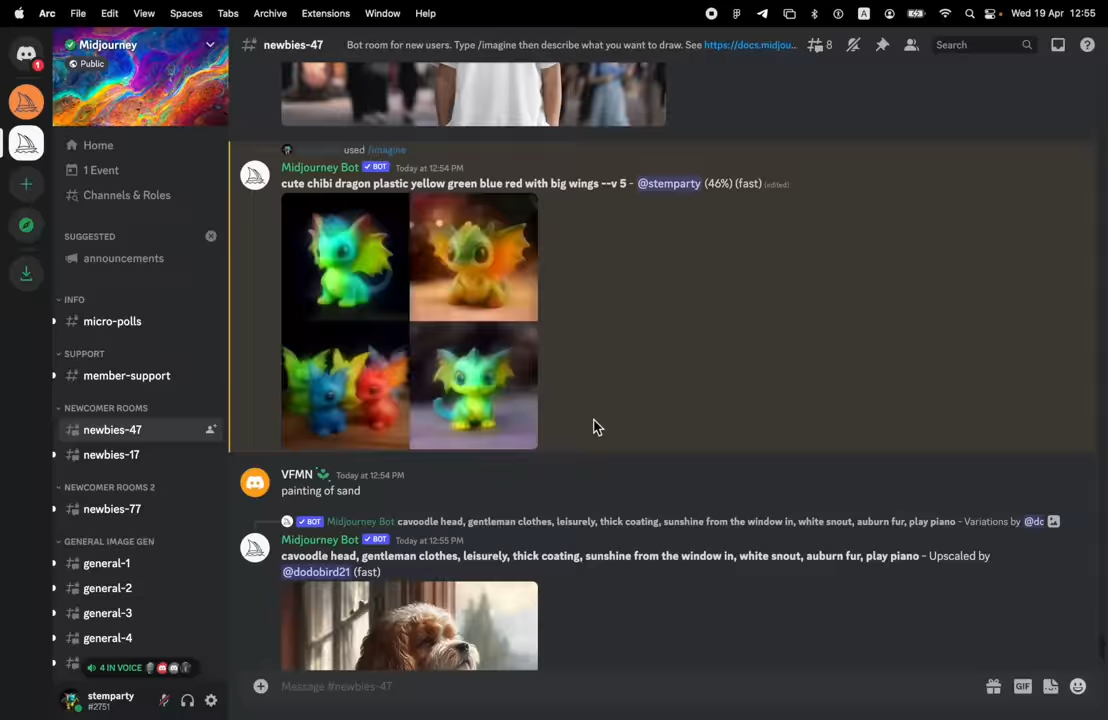 Arc File Edit View Spaces Tabs Archive Extensions Window Help A Wed 19 Apr 12:55
Midjourney
Public
newbies-47 Bot room for new users. Type /imagine then describe what you want to draw. See https://docs.midjou... 8 Search
1
Home
1 Event
Channels & Roles
SUGGESTED
announcements
INFO
micro-polls
SUPPORT
member-support
NEWCOMER ROOMS
newbies-47
newbies-17
NEWCOMER ROOMS 2
newbies-77
GENERAL IMAGE GEN
general-1
general-2
general-3
general-4
4 IN VOICE
stemparty
#2751
used /imagine
Midjourney Bot ✓ BOT Today at 12:54 PM
cute chibi dragon plastic yellow green blue red with big wings --v 5 - @stemparty (46%) (fast) (edited)
VFMN Today at 12:54 PM
painting of sand
✓ BOT Midjourney Bot cavoodle head, gentleman clothes, leisurely, thick coating, sunshine from the window in, white snout, auburn fur, play piano - Variations by @dc
Midjourney Bot ✓ BOT Today at 12:55 PM
cavoodle head, gentleman clothes, leisurely, thick coating, sunshine from the window in, white snout, auburn fur, play piano - Upscaled by
@dodobird21 (fast)
Message #newbies-47
GIF